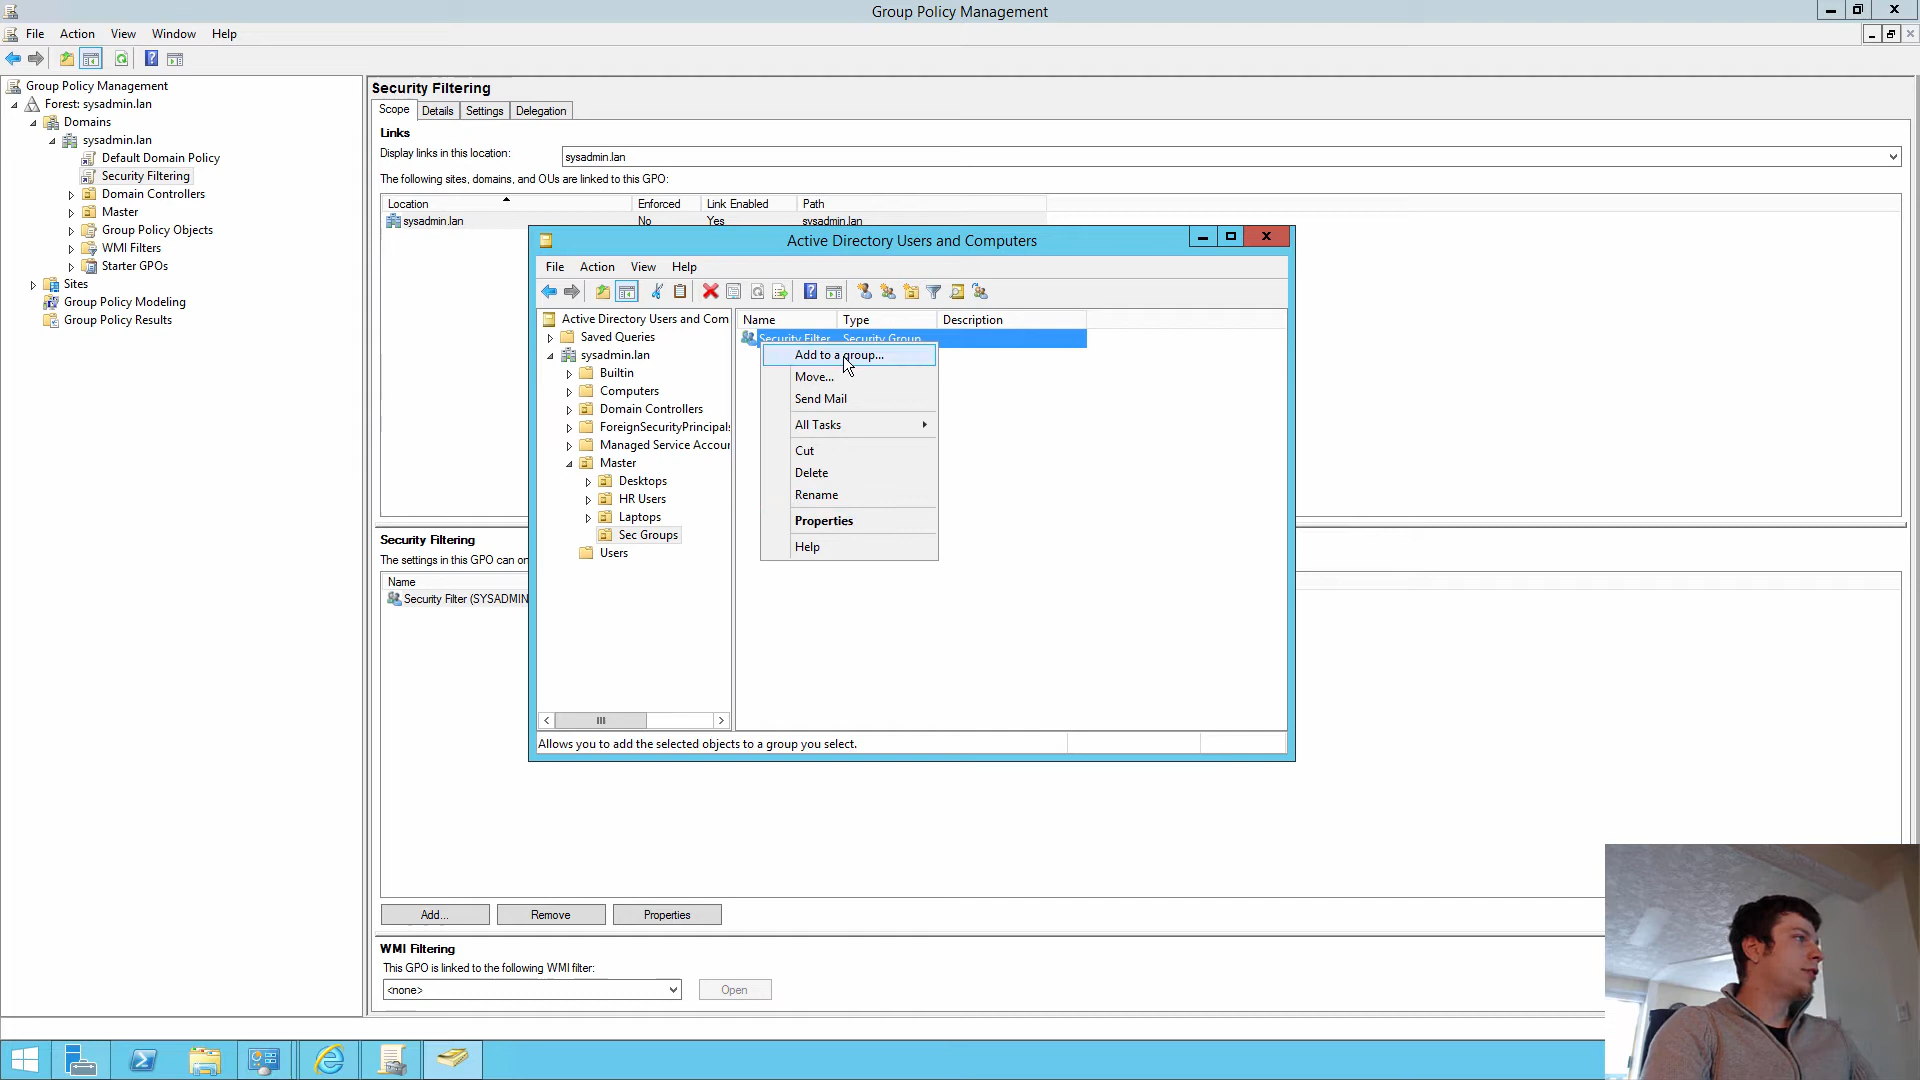 Group Policy Management
File Action View Window Help
Group Policy Management
Forest: sysadmin.lan
Domains
sysadmin.lan
Default Domain Policy
Security Filtering
Domain Controllers
Master
Group Policy Objects
WMI Filters
Starter GPOs
Sites
Group Policy Modeling
Group Policy Results
Security Filtering
Scope Details Settings Delegation
Links
Display links in this location: sysadmin.lan
The following sites, domains, and OUs are linked to this GPO:
Location Enforced Link Enabled Path
sysadmin.lan No Yes sysadmin.lan
Active Directory Users and Computers
File Action View Help
Active Directory Users and Com
Saved Queries
sysadmin.lan
Builtin
Computers
Domain Controllers
ForeignSecurityPrincipals
Managed Service Accour
Master
Desktops
HR Users
Laptops
Sec Groups
Users
Name Type Description
Security Filter Security Group
Add to a group...
Move...
Send Mail
All Tasks
Cut
Delete
Rename
Properties
Help
Allows you to add the selected objects to a group you select.
Security Filtering
The settings in this GPO can on
Name
Security Filter (SYSADMIN
Add... Remove Properties
WMI Filtering
This GPO is linked to the following WMI filter:
<none> Open